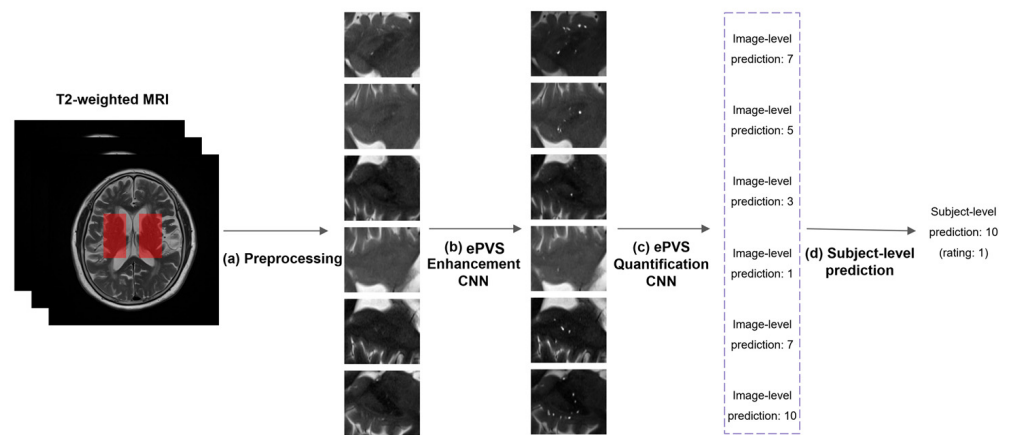 T2-weighted MRI
(a) Preprocessing
(b) ePVS
Enhancement
CNN
(c) ePVS
Quantification
CNN
Image-level
prediction: 7
Image-level
prediction: 5
Image-level
prediction: 3
Image-level
prediction: 1
Image-level
prediction: 7
Image-level
prediction: 10
(d) Subject-level
prediction
Subject-level
prediction: 10
(rating: 1)